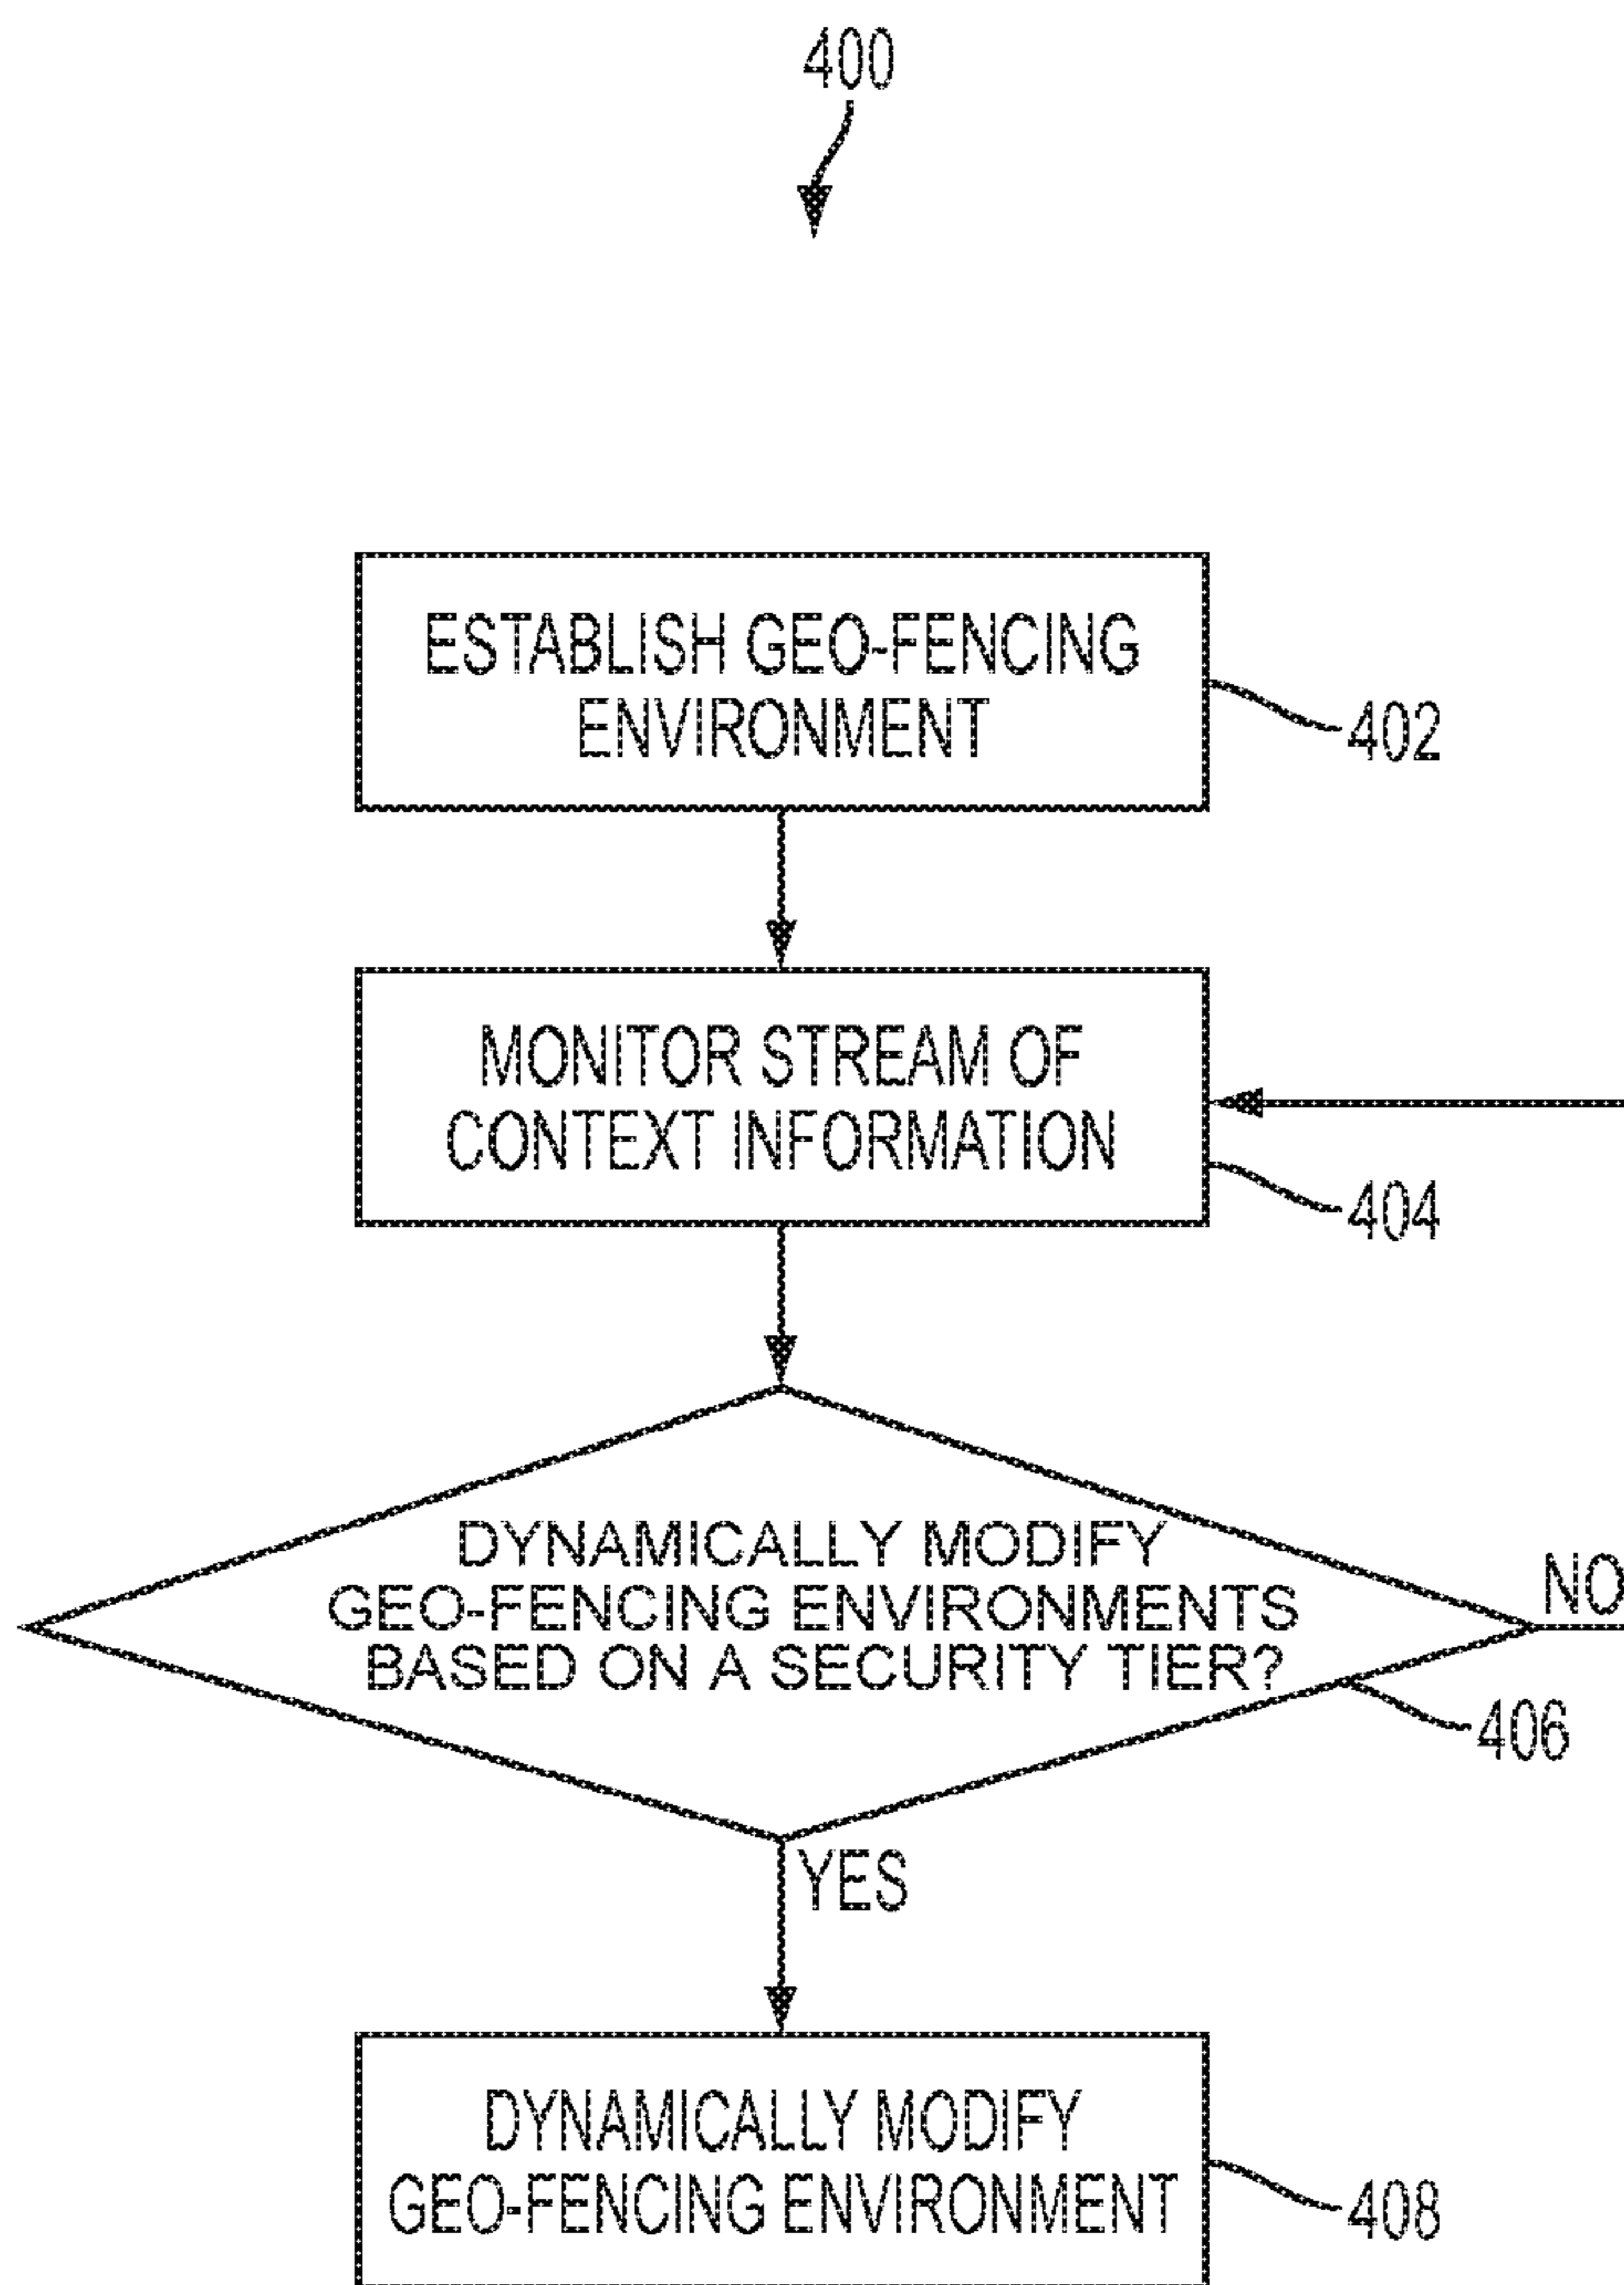 400
ESTABLISH GEO-FENCING
ENVIRONMENT
402
MONITOR STREAM OF
CONTEXT INFORMATION
404
DYNAMICALLY MODIFY
GEO-FENCING ENVIRONMENTS
BASED ON A SECURITY TIER?
NO
406
YES
DYNAMICALLY MODIFY
GEO-FENCING ENVIRONMENT
408